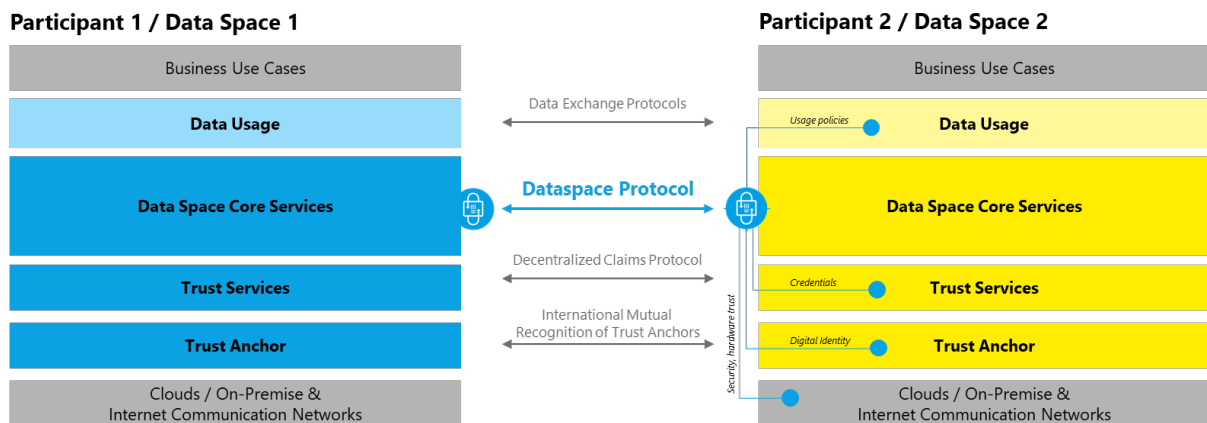 Participant 1 / Data Space 1
Participant 2 / Data Space 2
Business Use Cases
Business Use Cases
Data Exchange Protocols
Data Usage
Usage policies
Data Usage
Dataspace Protocol
Data Space Core Services
Data Space Core Services
Decentralized Claims Protocol
Trust Services
Credentials
Trust Services
International Mutual
Recognition of Trust Anchors
Trust Anchor
Digital Identity
Trust Anchor
Security, hardware trust
Clouds / On-Premise &
Internet Communication Networks
Clouds / On-Premise &
Internet Communication Networks